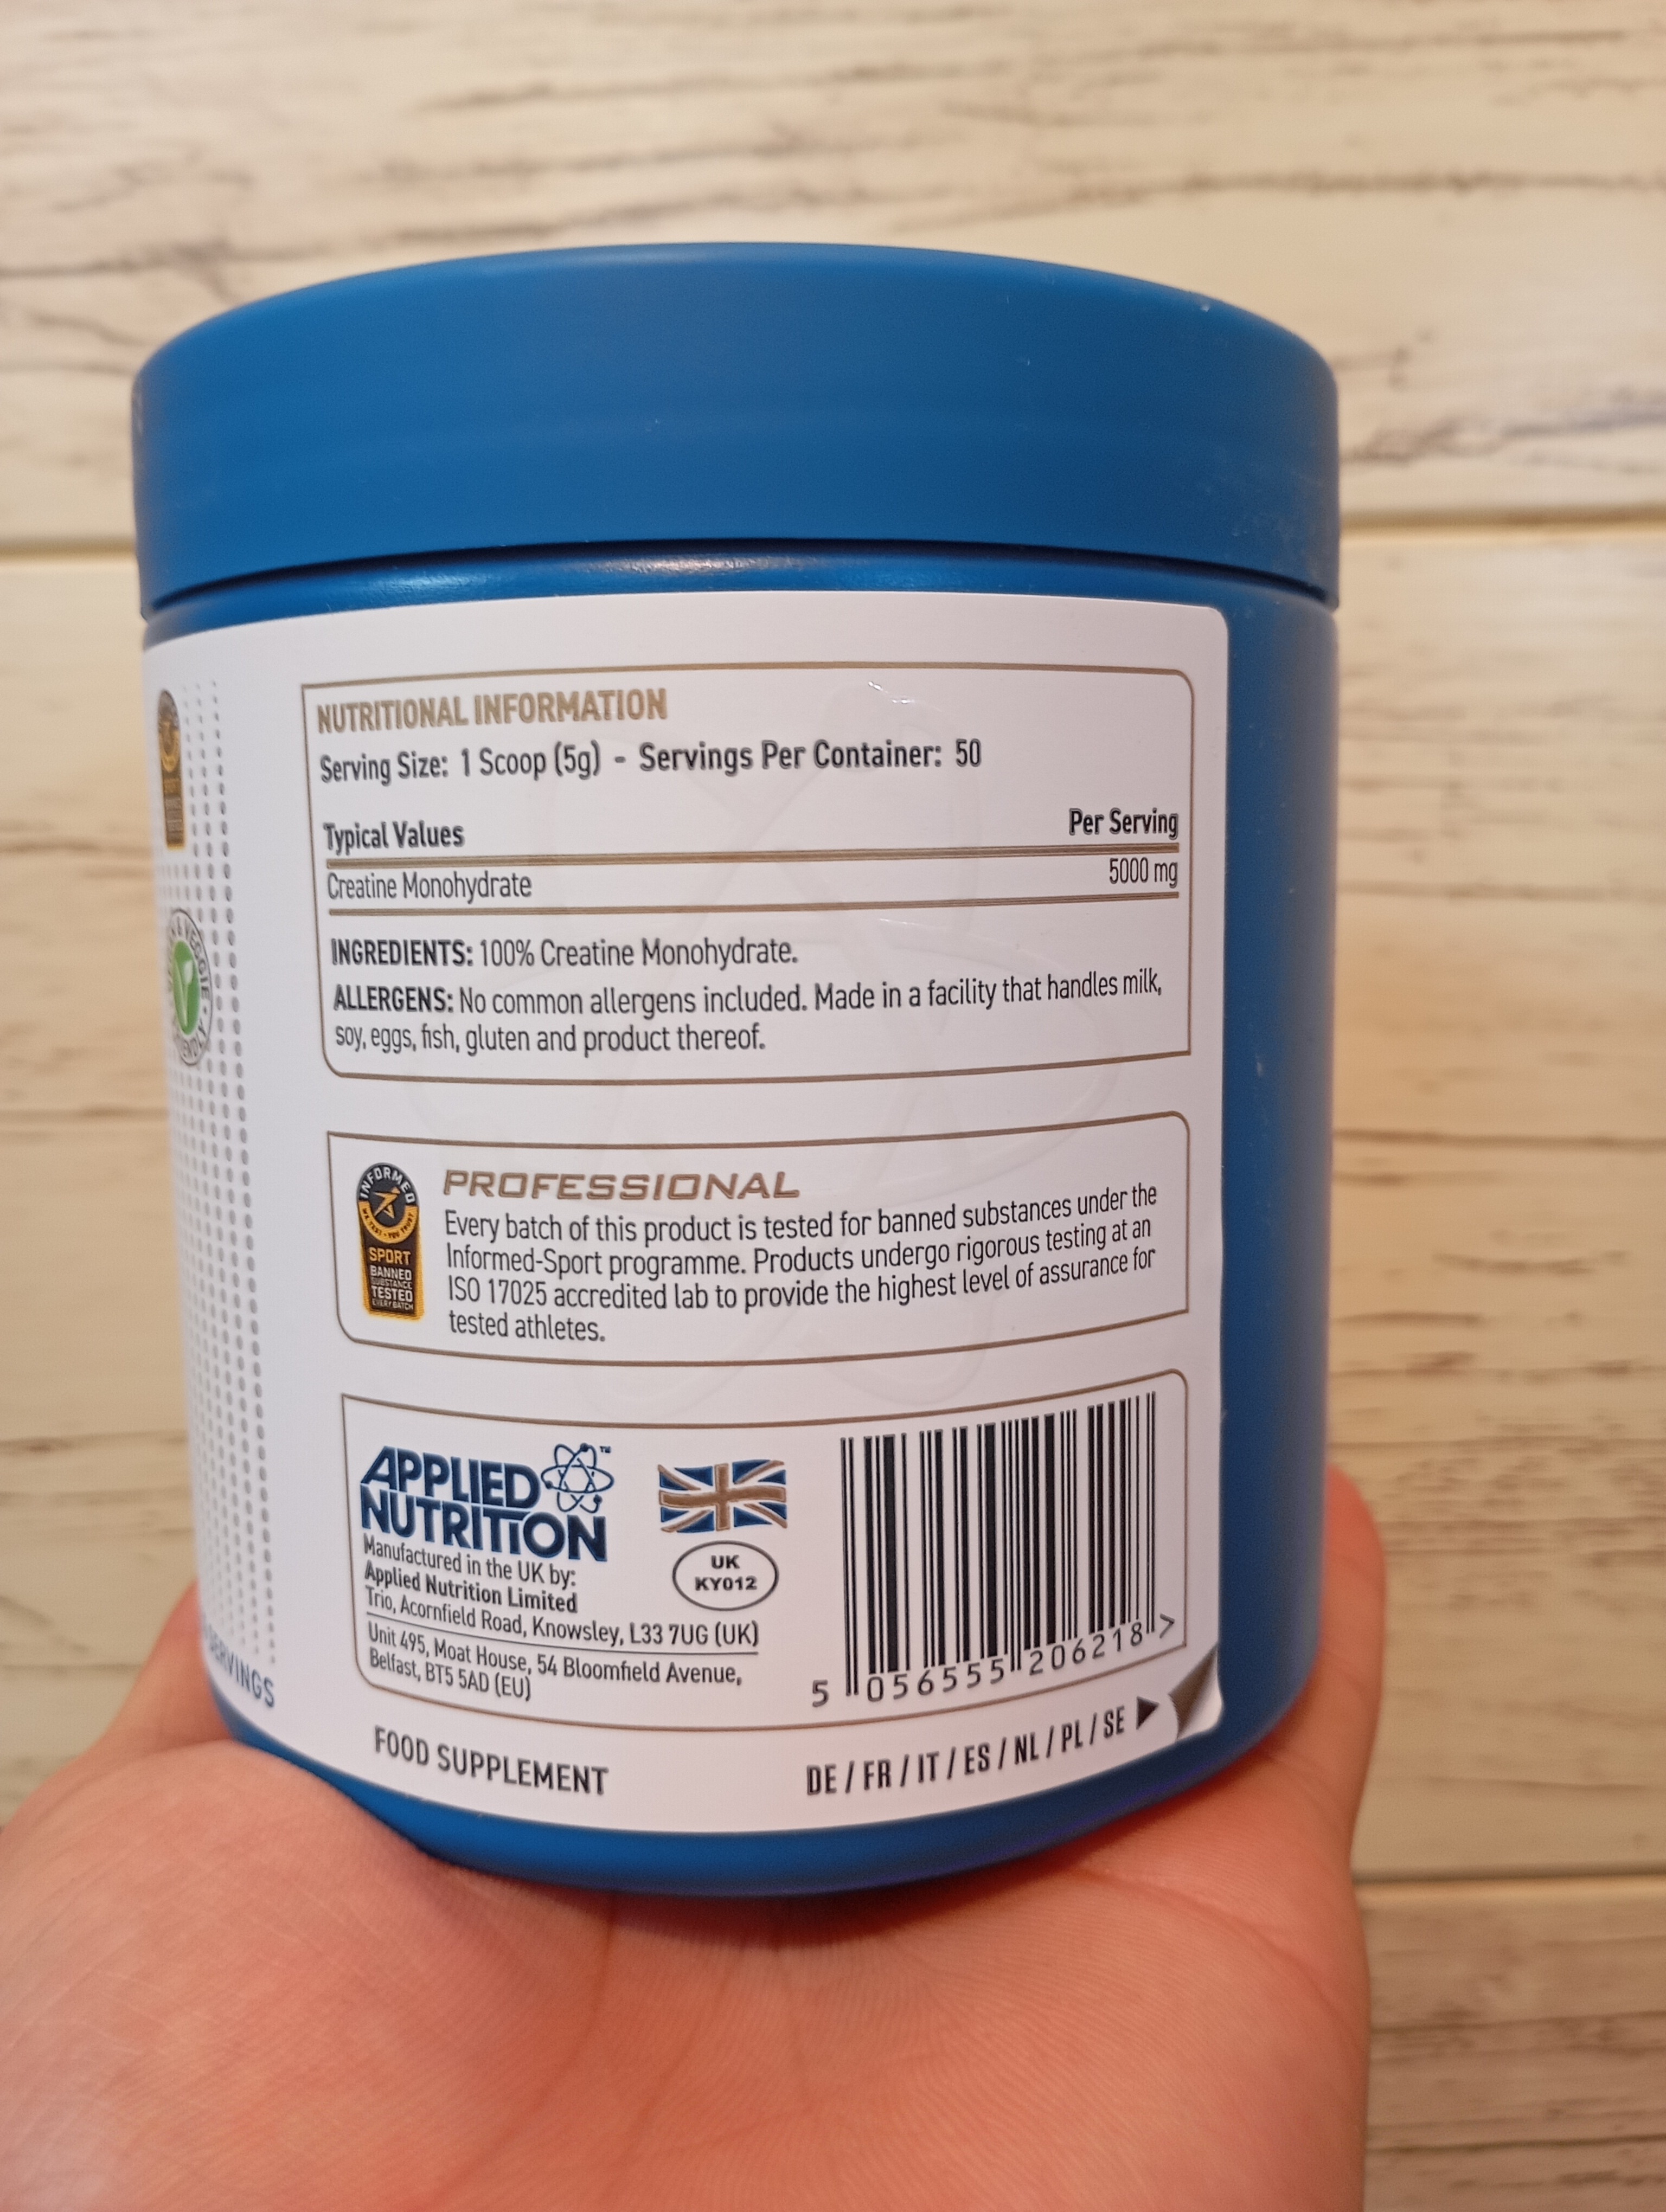 NUTRITIONAL INFORMATION
Serving Size: 1 Scoop (5g) - Servings Per Container: 50
Typical Values Per Serving
Creatine Monohydrate 5000 mg
INGREDIENTS: 100% Creatine Monohydrate.
ALLERGENS: No common allergens included. Made in a facility that handles milk,
soy, eggs, fish, gluten and product thereof.
INFORMED
WE TEST • YOU TRUST
SPORT
BANNED
SUBSTANCE
TESTED
EVERY BATCH
PROFESSIONAL
Every batch of this product is tested for banned substances under the
Informed-Sport programme. Products undergo rigorous testing at an
ISO 17025 accredited lab to provide the highest level of assurance for
tested athletes.
APPLIED
NUTRITION
™
Manufactured in the UK by:
Applied Nutrition Limited
Trio, Acornfield Road, Knowsley, L33 7UG (UK)
Unit 495, Moat House, 54 Bloomfield Avenue,
Belfast, BT5 5AD (EU)
UK
KY012
5 056555 206218 >
SERVINGS
FOOD SUPPLEMENT
DE / FR / IT / ES / NL / PL / SE